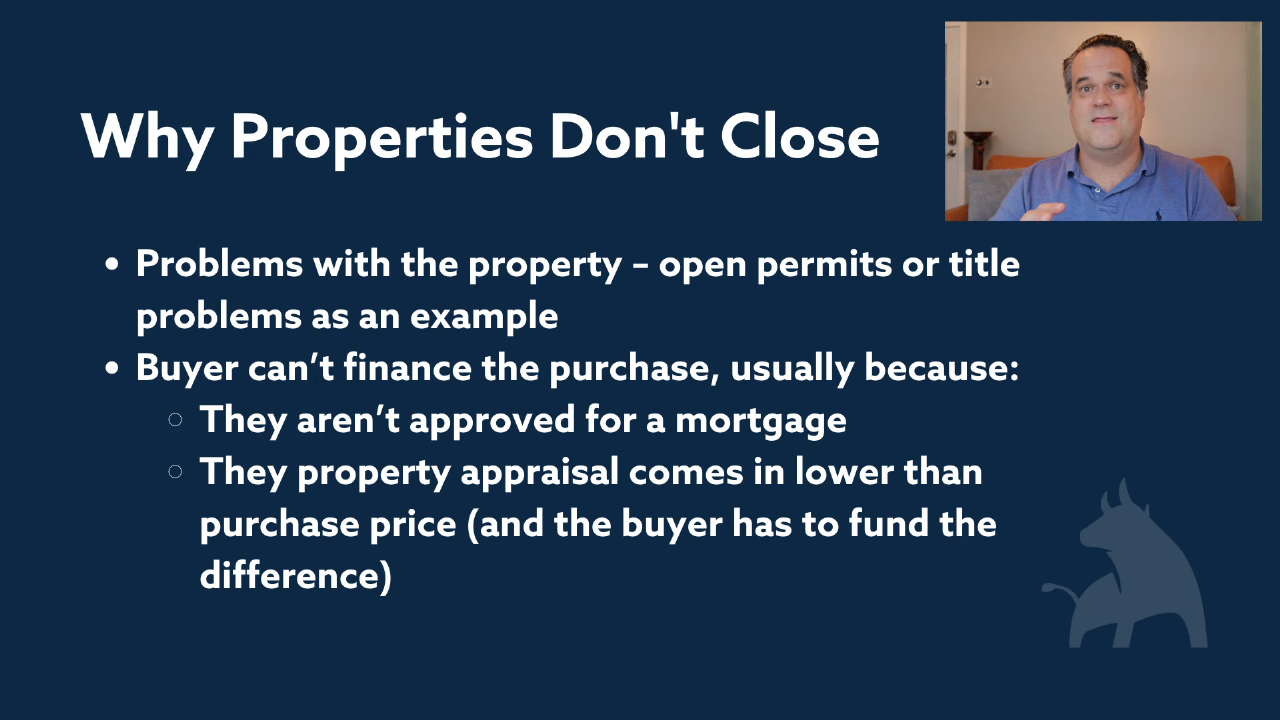 Why Properties Don't Close
• Problems with the property – open permits or title
problems as an example
• Buyer can’t finance the purchase, usually because:
○ They aren’t approved for a mortgage
○ They property appraisal comes in lower than
purchase price (and the buyer has to fund the
difference)